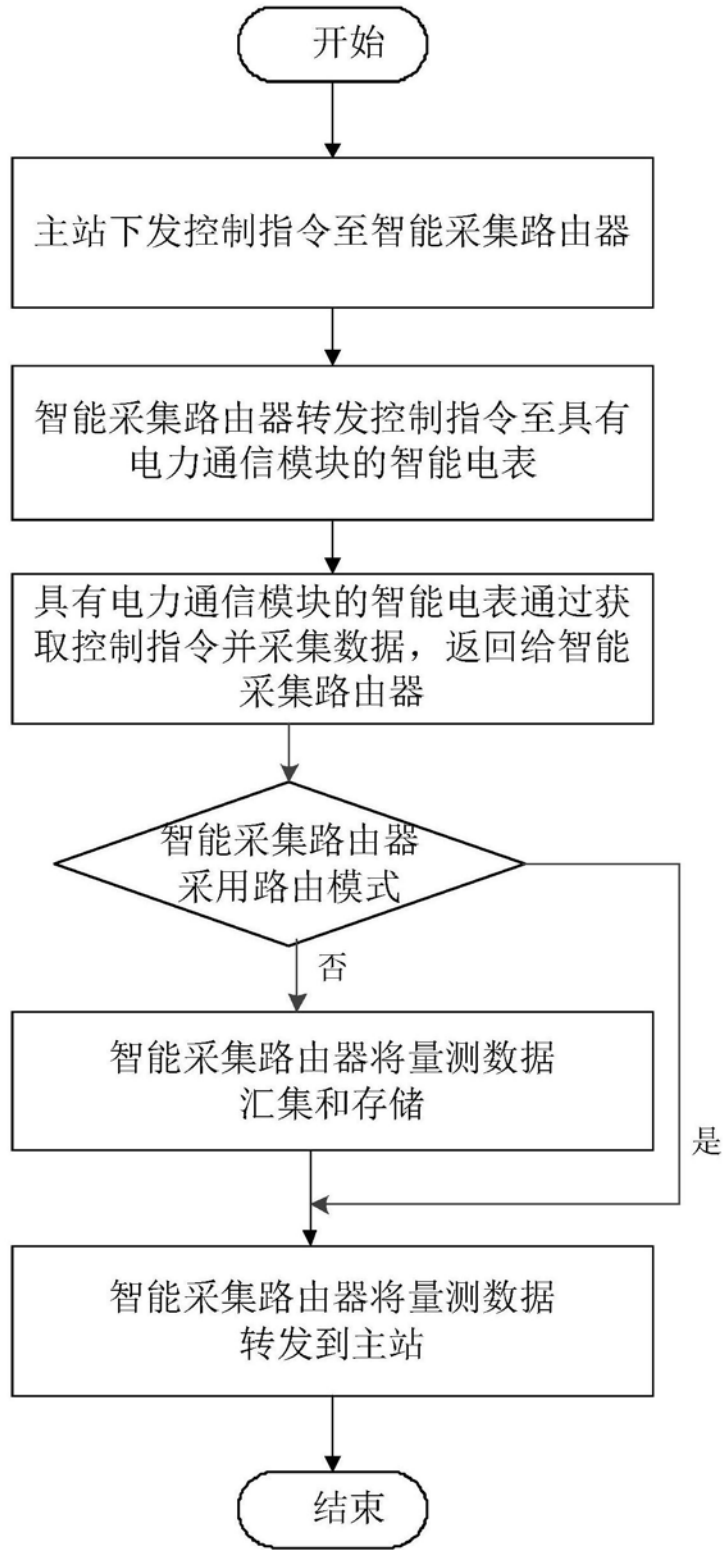 开始
主站下发控制指令至智能采集路由器
智能采集路由器转发控制指令至具有
电力通信模块的智能电表
具有电力通信模块的智能电表通过获
取控制指令并采集数据，返回给智能
采集路由器
智能采集路由器
采用路由模式
否
智能采集路由器将量测数据
汇集和存储
是
智能采集路由器将量测数据
转发到主站
结束